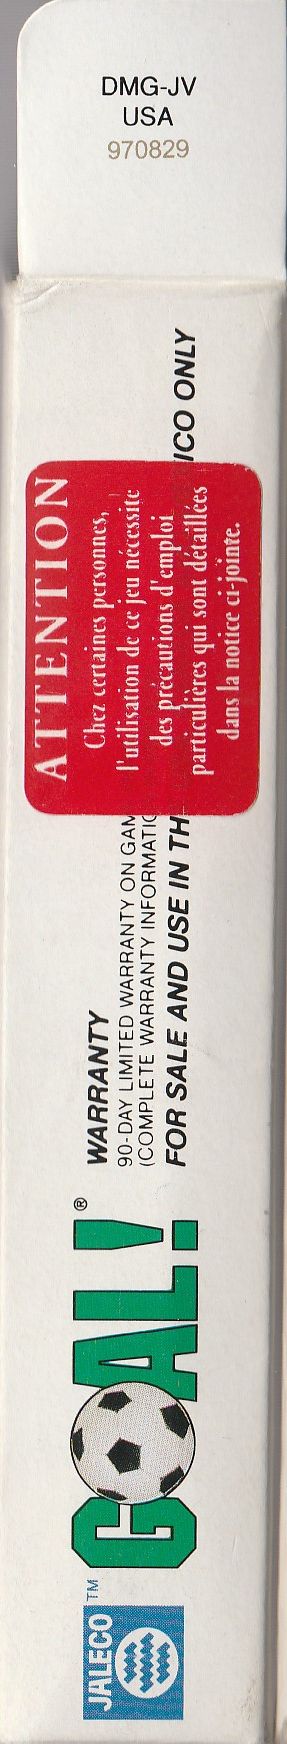 DMG-JV
USA
970829
ATTENTION
Chez certaines personnes,
l'utilisation de ce jeu nécessite
des précautions d'emploi
particulières qui sont détaillées
dans la notice ci-jointe.
WARRANTY
90-DAY LIMITED WARRANTY ON GAM
(COMPLETE WARRANTY INFORMATIO
FOR SALE AND USE IN TH ICO ONLY
GOAL!®
JALECO™